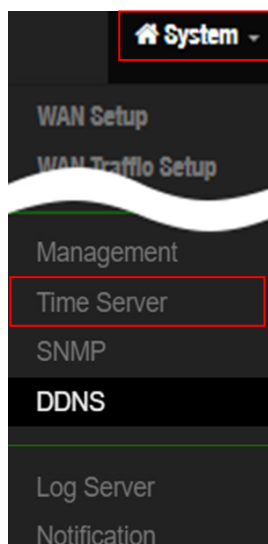 System
WAN Setup
WAN Traffic Setup
Management
Time Server
SNMP
DDNS
Log Server
Notification